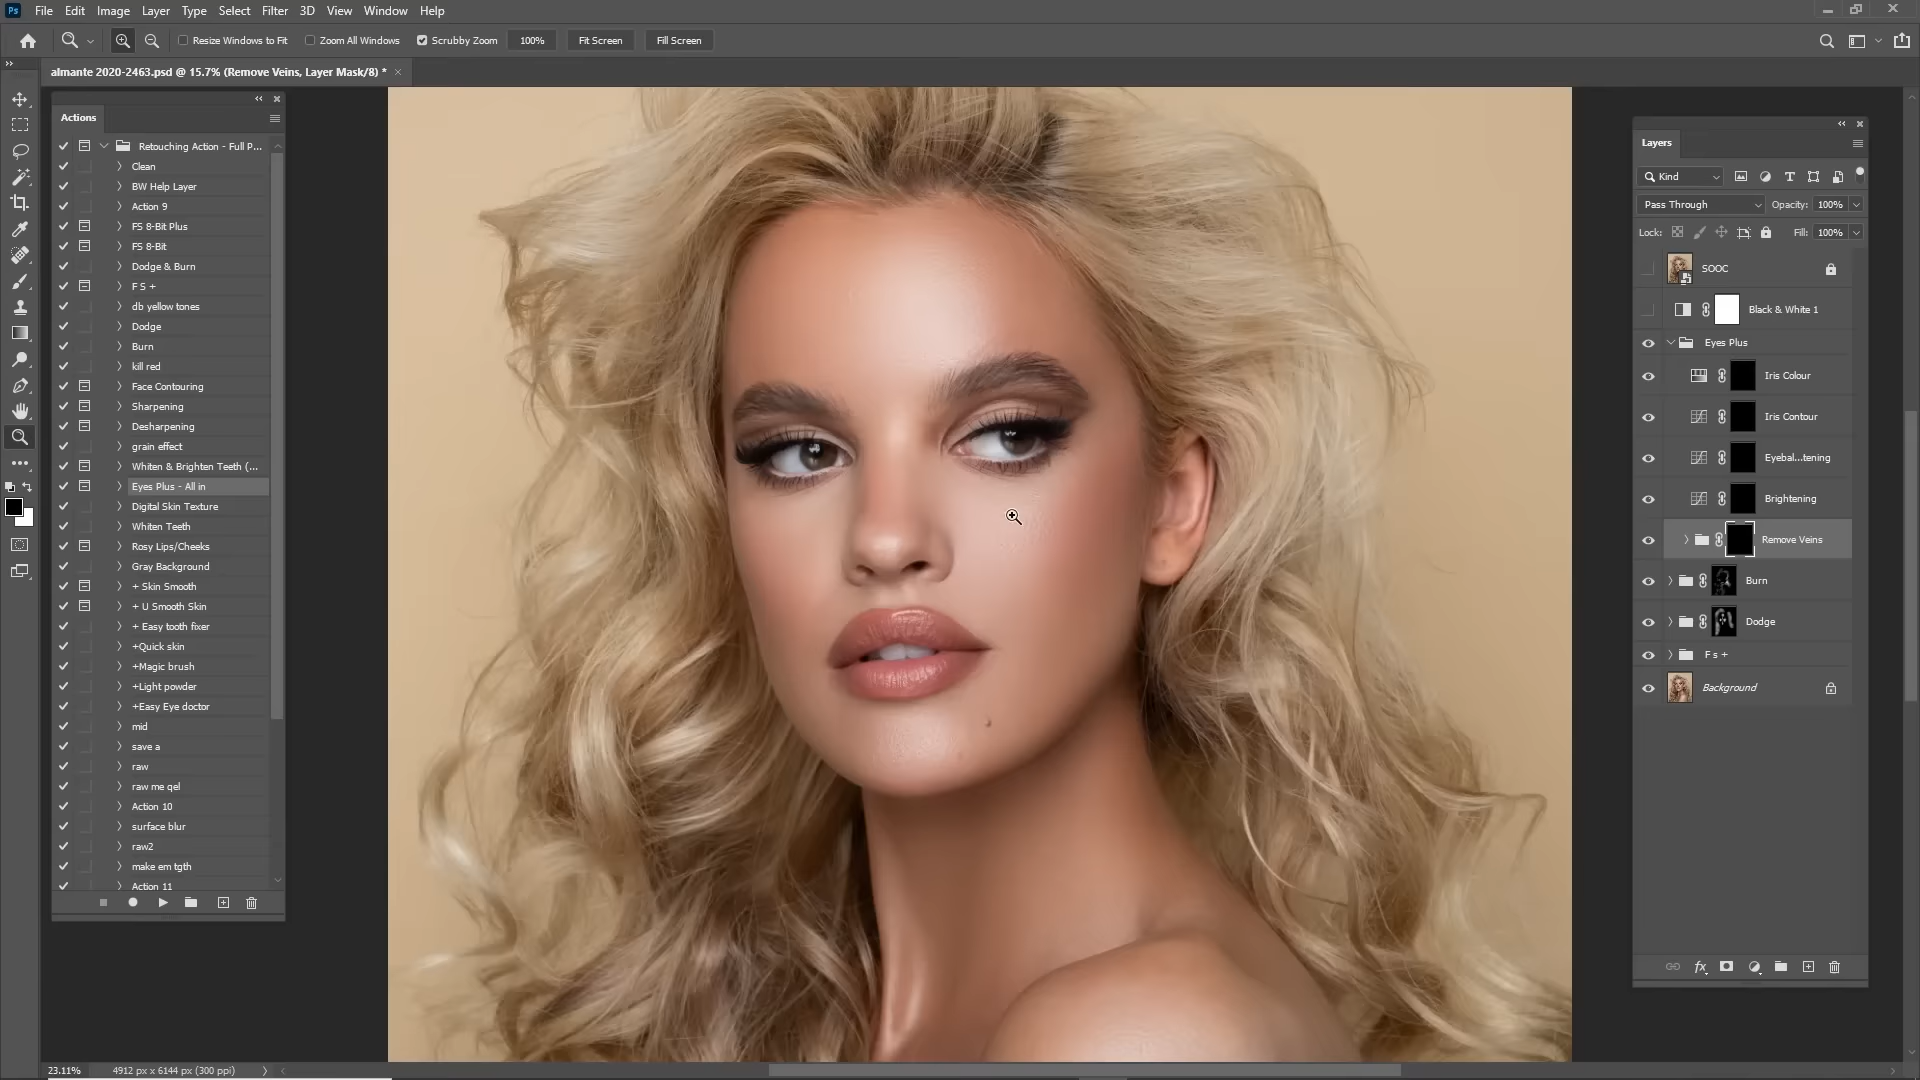 Ps File Edit Image Layer Type Select Filter 3D View Window Help
Resize Windows to Fit Zoom All Windows Scrubby Zoom 100% Fit Screen Fill Screen
almante 2020-2463.psd @ 15.7% (Remove Veins, Layer Mask/8) *
Actions
Retouching Action - Full P...
Clean
BW Help Layer
Action 9
FS 8-Bit Plus
FS 8-Bit
Dodge & Burn
F S +
db yellow tones
Dodge
Burn
kill red
Face Contouring
Sharpening
Desharpening
grain effect
Whiten & Brighten Teeth (...
Eyes Plus - All in
Digital Skin Texture
Whiten Teeth
Rosy Lips/Cheeks
Gray Background
+ Skin Smooth
+ U Smooth Skin
+ Easy tooth fixer
+Quick skin
+Magic brush
+Light powder
+Easy Eye doctor
mid
save a
raw
raw me qel
Action 10
surface blur
raw2
make em tgth
Action 11
Layers
Kind
Pass Through Opacity: 100%
Lock: Fill: 100%
SOOC
Black & White 1
Eyes Plus
Iris Colour
Iris Contour
Eyebal...tening
Brightening
Remove Veins
Burn
Dodge
F s +
Background
fx
23.11% 4912 px x 6144 px (300 ppi)